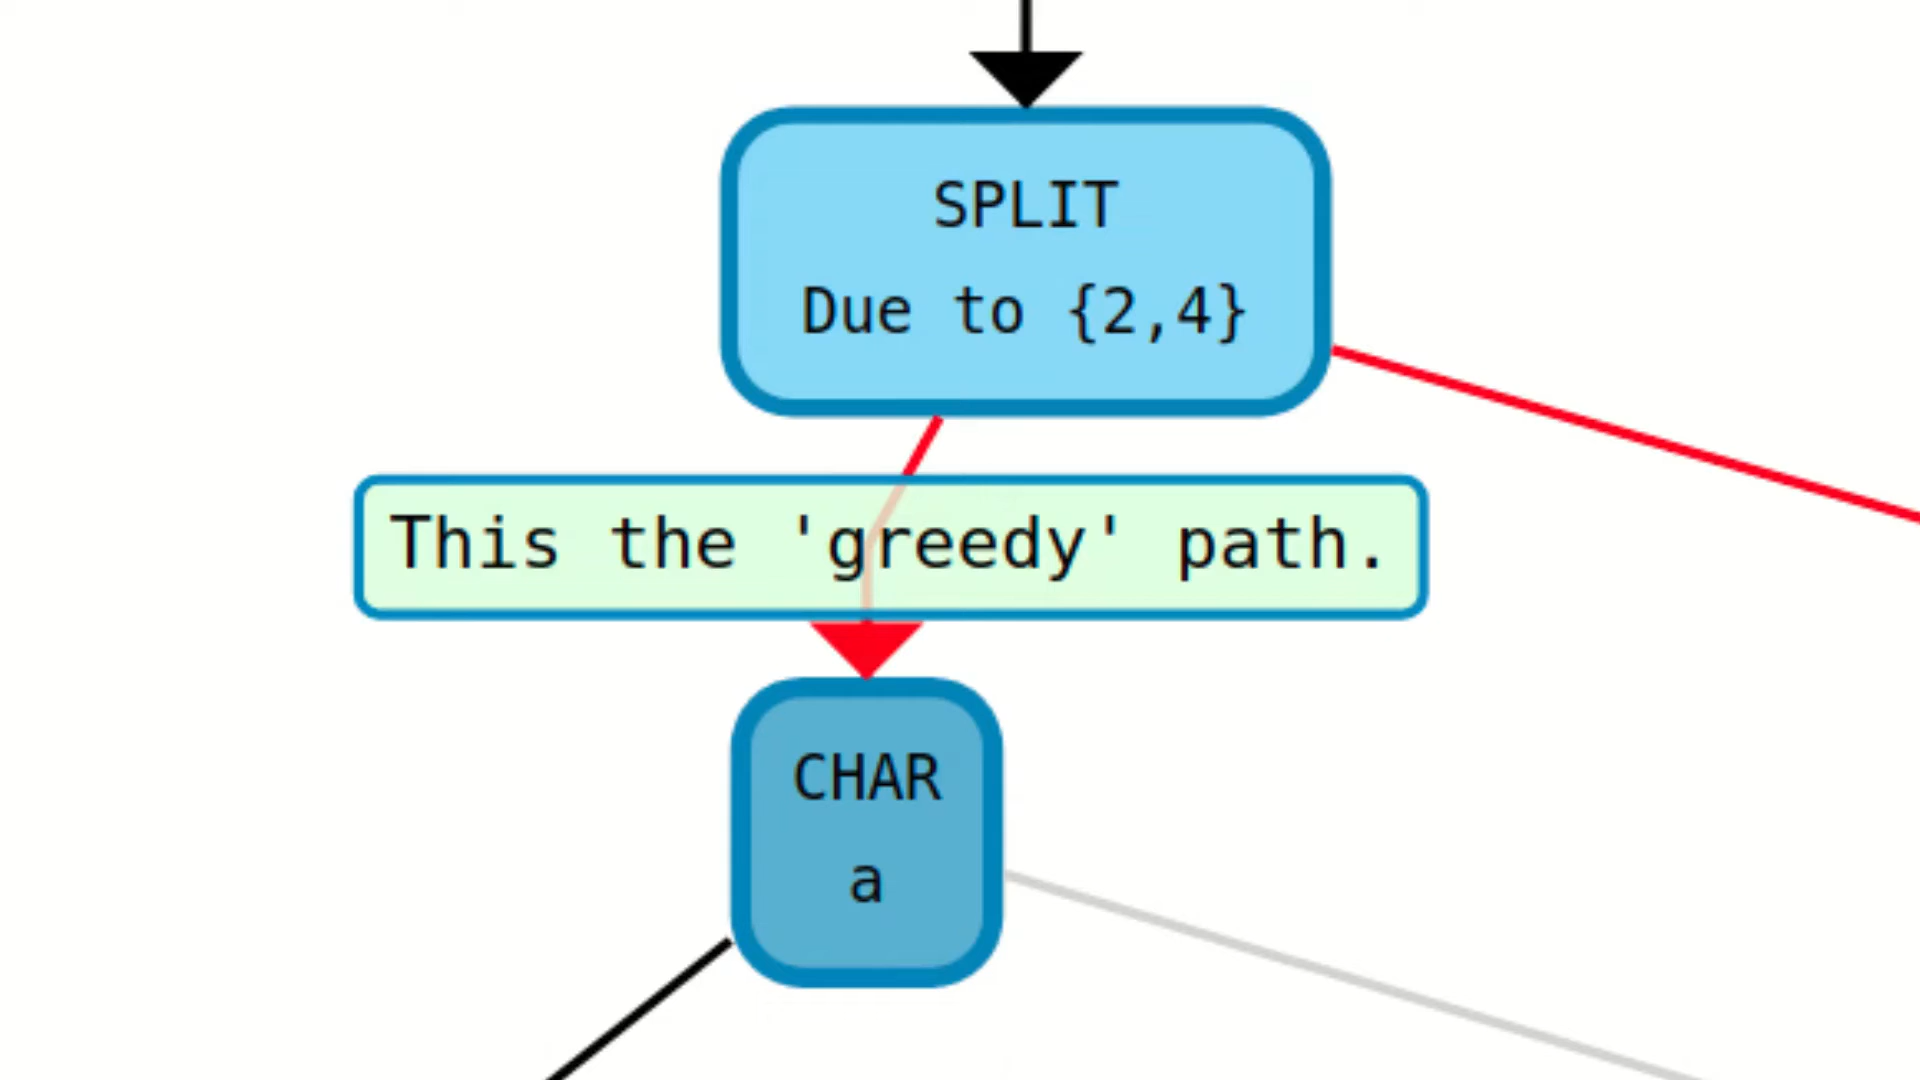 SPLIT
Due to {2,4}
This the 'greedy' path.
CHAR
a